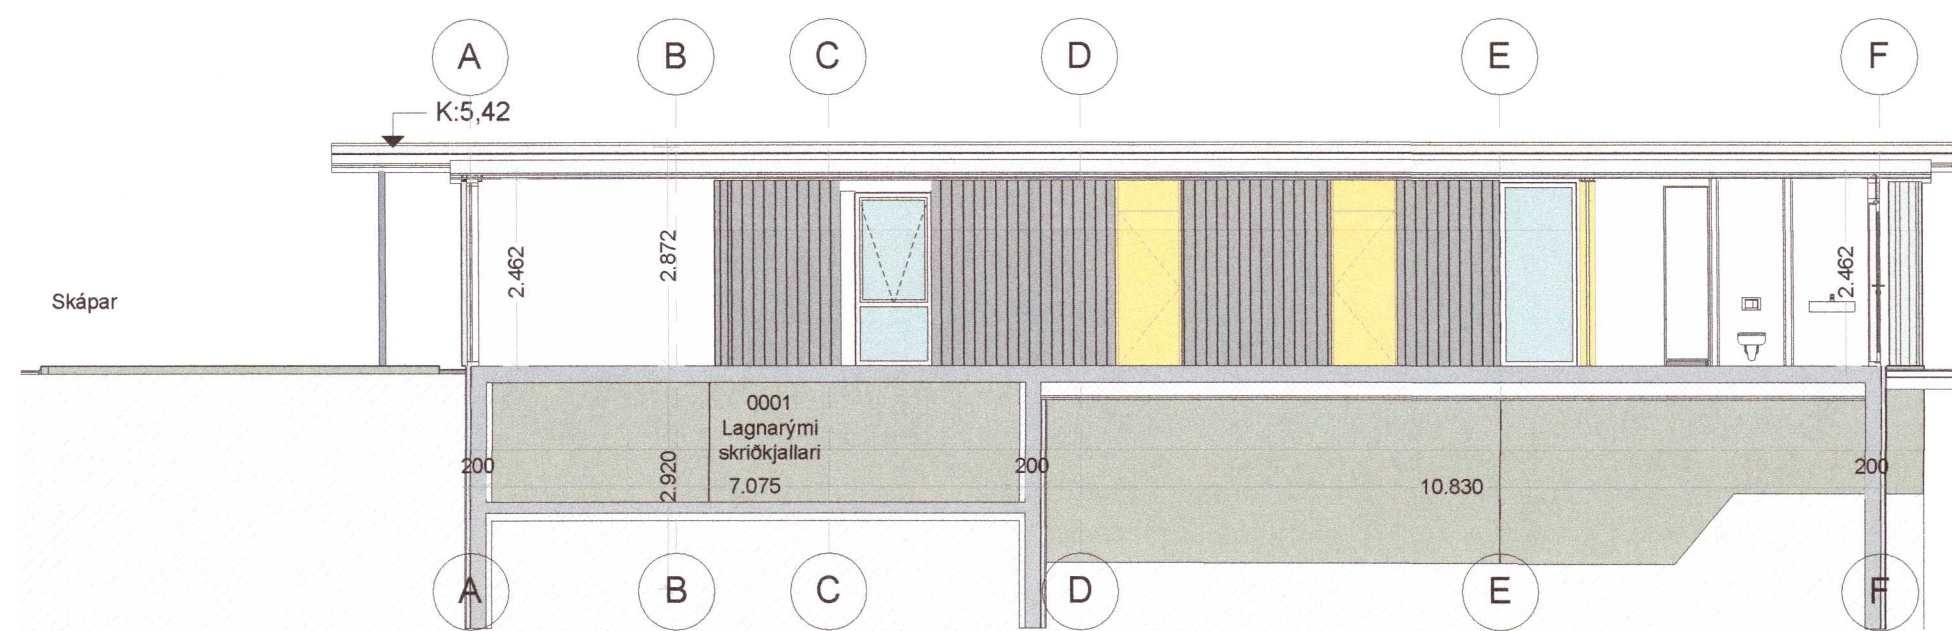 A B C D E F
K:5,42
2.462
2.872
2.462
Skápar
0001
Lagnarými
skriðkjallari
200
2.920
7.075
200
10.830
200
A B C D E F